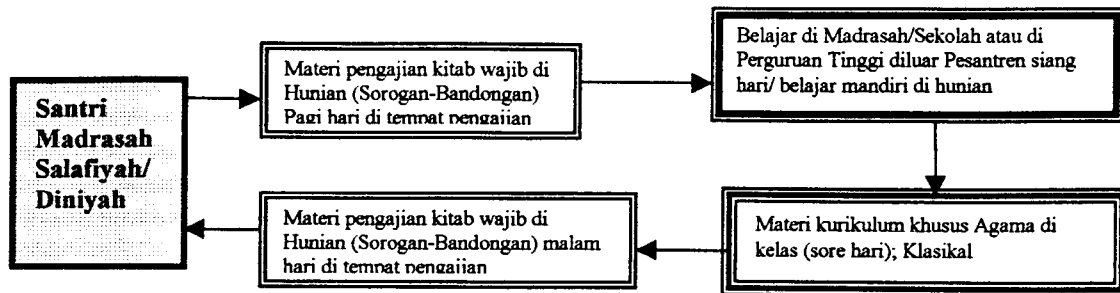 Santri
Madrasah
Salafiyah/
Diniyah
Materi pengajian kitab wajib di
Hunian (Sorogan-Bandongan)
Pagi hari di tempat pengajian
Belajar di Madrasah/Sekolah atau di
Perguruan Tinggi diluar Pesantren siang
hari/ belajar mandiri di hunian
Materi kurikulum khusus Agama di
kelas (sore hari); Klasikal
Materi pengajian kitab wajib di
Hunian (Sorogan-Bandongan) malam
hari di tempat pengajian